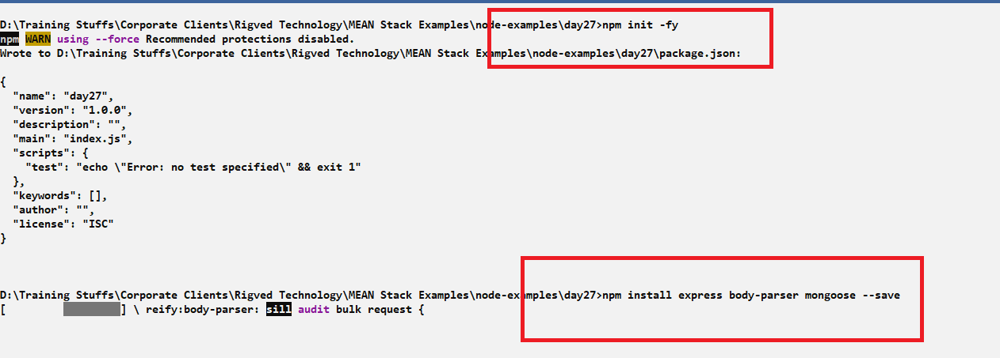 D:\Training Stuffs\Corporate Clients\Rigved Technology\MEAN Stack Examples\node-examples\day27>npm init -fy
npm WARN using --force Recommended protections disabled.
Wrote to D:\Training Stuffs\Corporate Clients\Rigved Technology\MEAN Stack Examples\node-examples\day27\package.json:
{
  "name": "day27",
  "version": "1.0.0",
  "description": "",
  "main": "index.js",
  "scripts": {
    "test": "echo \"Error: no test specified\" && exit 1"
  },
  "keywords": [],
  "author": "",
  "license": "ISC"
}
D:\Training Stuffs\Corporate Clients\Rigved Technology\MEAN Stack Examples\node-examples\day27>npm install express body-parser mongoose --save
[         ] \ reify:body-parser: sill audit bulk request {